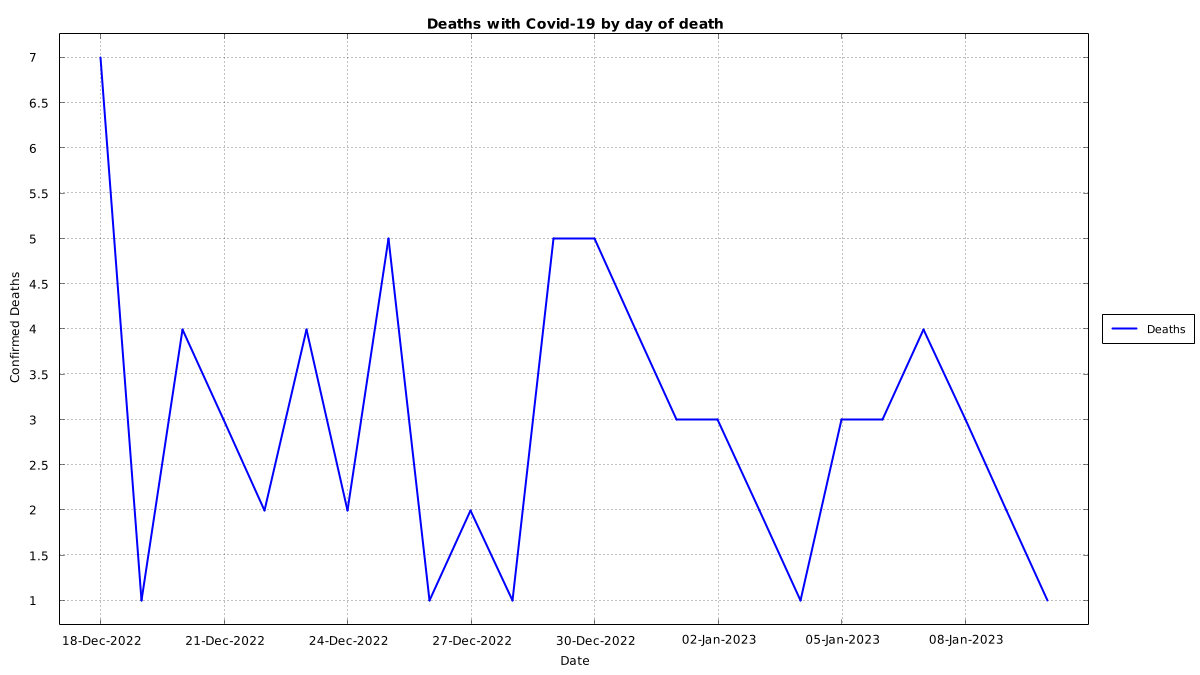 Deaths with Covid-19 by day of death
7
6.5
6
5.5
5
4.5
4
3.5
3
2.5
2
1.5
1
Confirmed Deaths
18-Dec-2022 21-Dec-2022 24-Dec-2022 27-Dec-2022 30-Dec-2022 02-Jan-2023 05-Jan-2023 08-Jan-2023
Date
Deaths